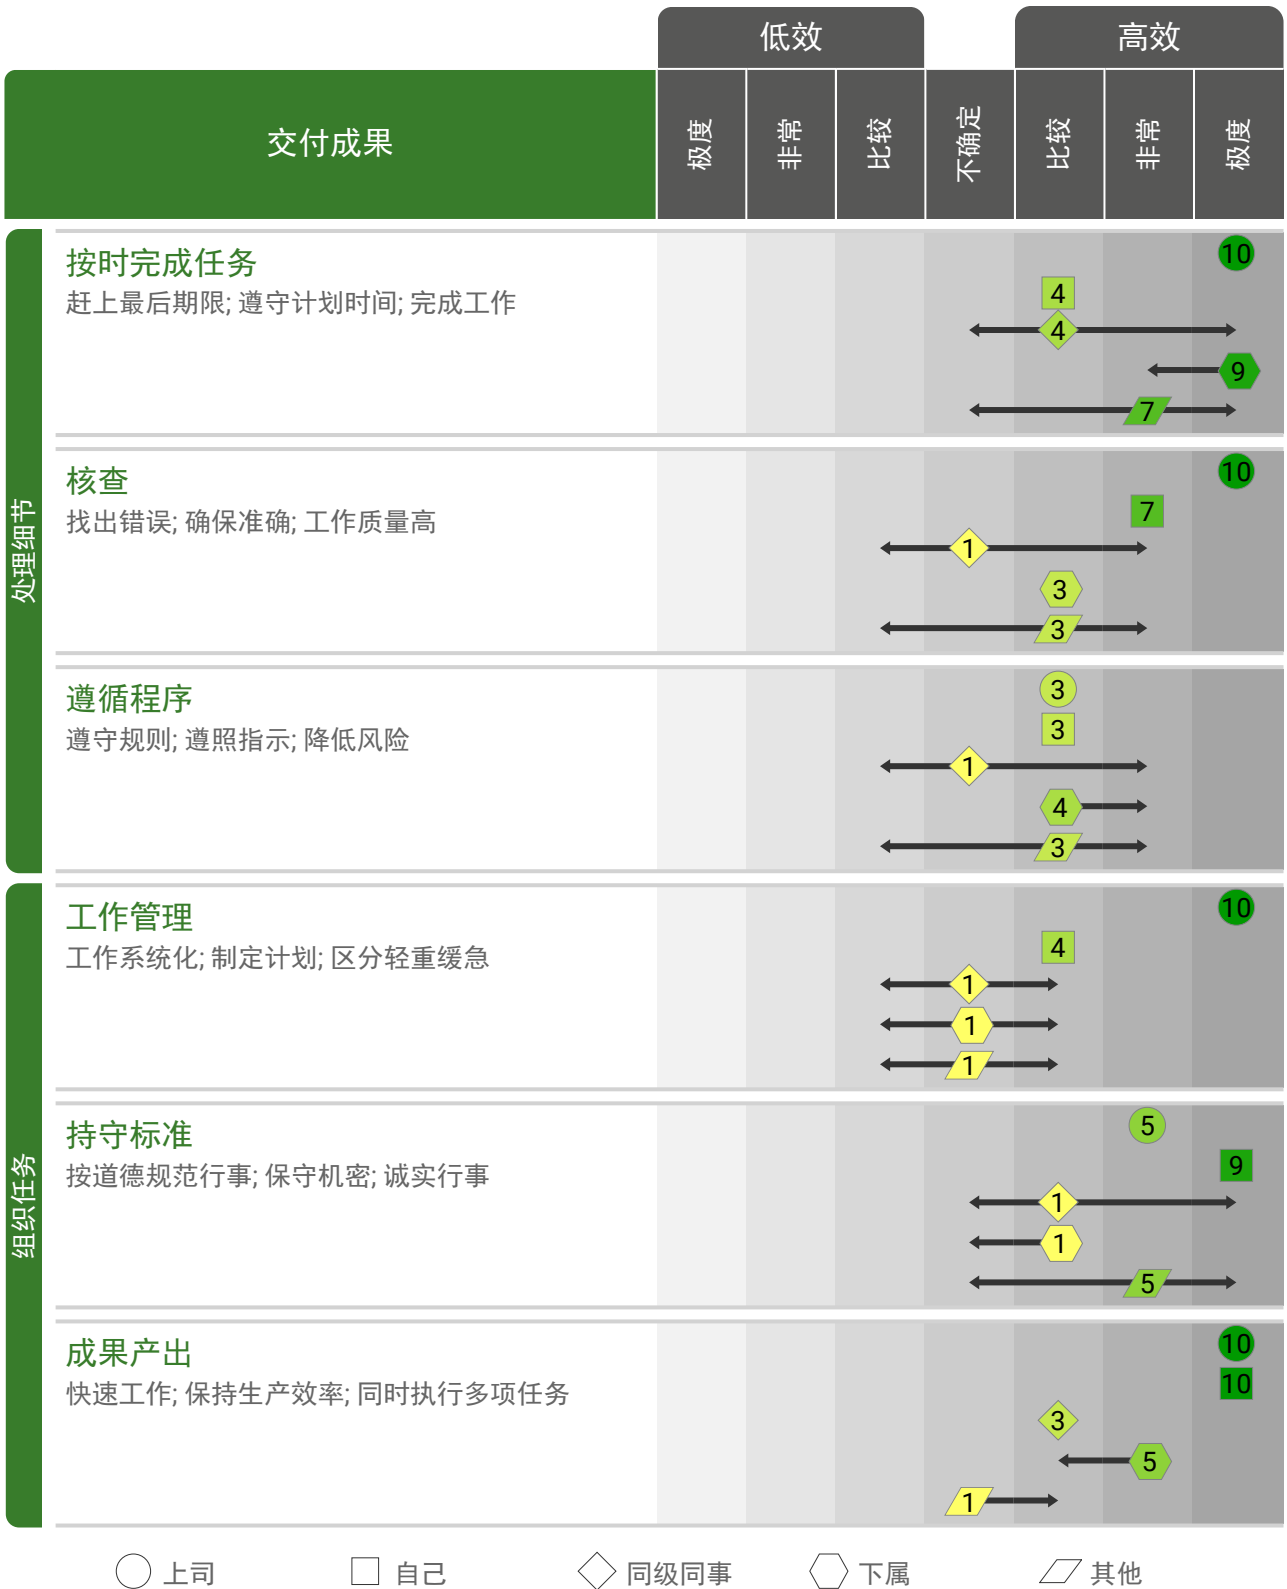 低效
高效
交付成果
极度
非常
比较
不确定
比较
非常
极度
处理细节
按时完成任务
赶上最后期限; 遵守计划时间; 完成工作
10
4
4
9
7
核查
找出错误; 确保准确; 工作质量高
10
7
1
3
3
遵循程序
遵守规则; 遵照指示; 降低风险
3
3
1
4
3
组织任务
工作管理
工作系统化; 制定计划; 区分轻重缓急
10
4
1
1
1
持守标准
按道德规范行事; 保守机密; 诚实行事
5
9
1
1
5
成果产出
快速工作; 保持生产效率; 同时执行多项任务
10
10
3
5
1
上司
自己
同级同事
下属
其他